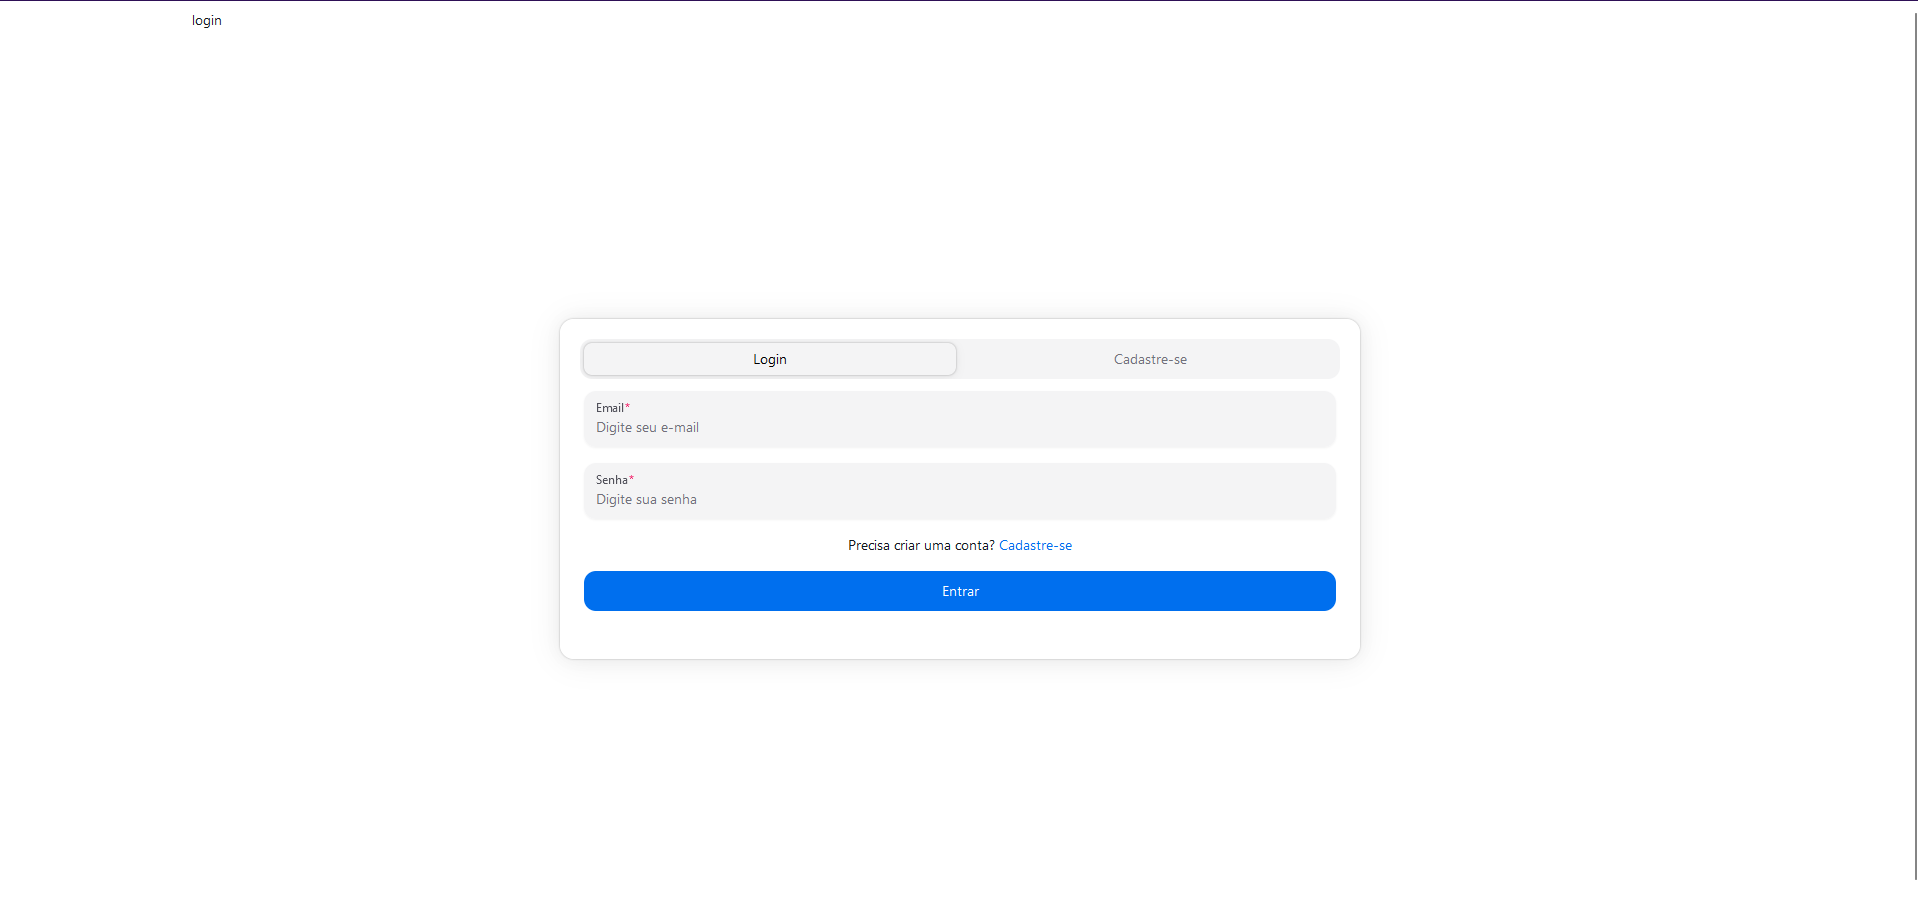 login
Login
Cadastre-se
Email*
Digite seu e-mail
Senha*
Digite sua senha
Precisa criar uma conta? Cadastre-se
Entrar